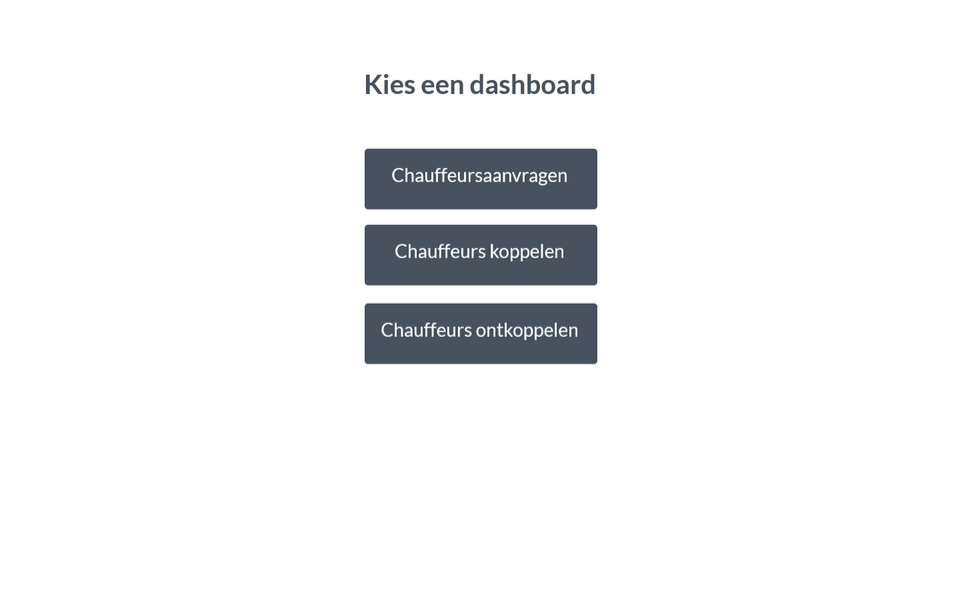 Kies een dashboard
Chauffeursaanvragen
Chauffeurs koppelen
Chauffeurs ontkoppelen